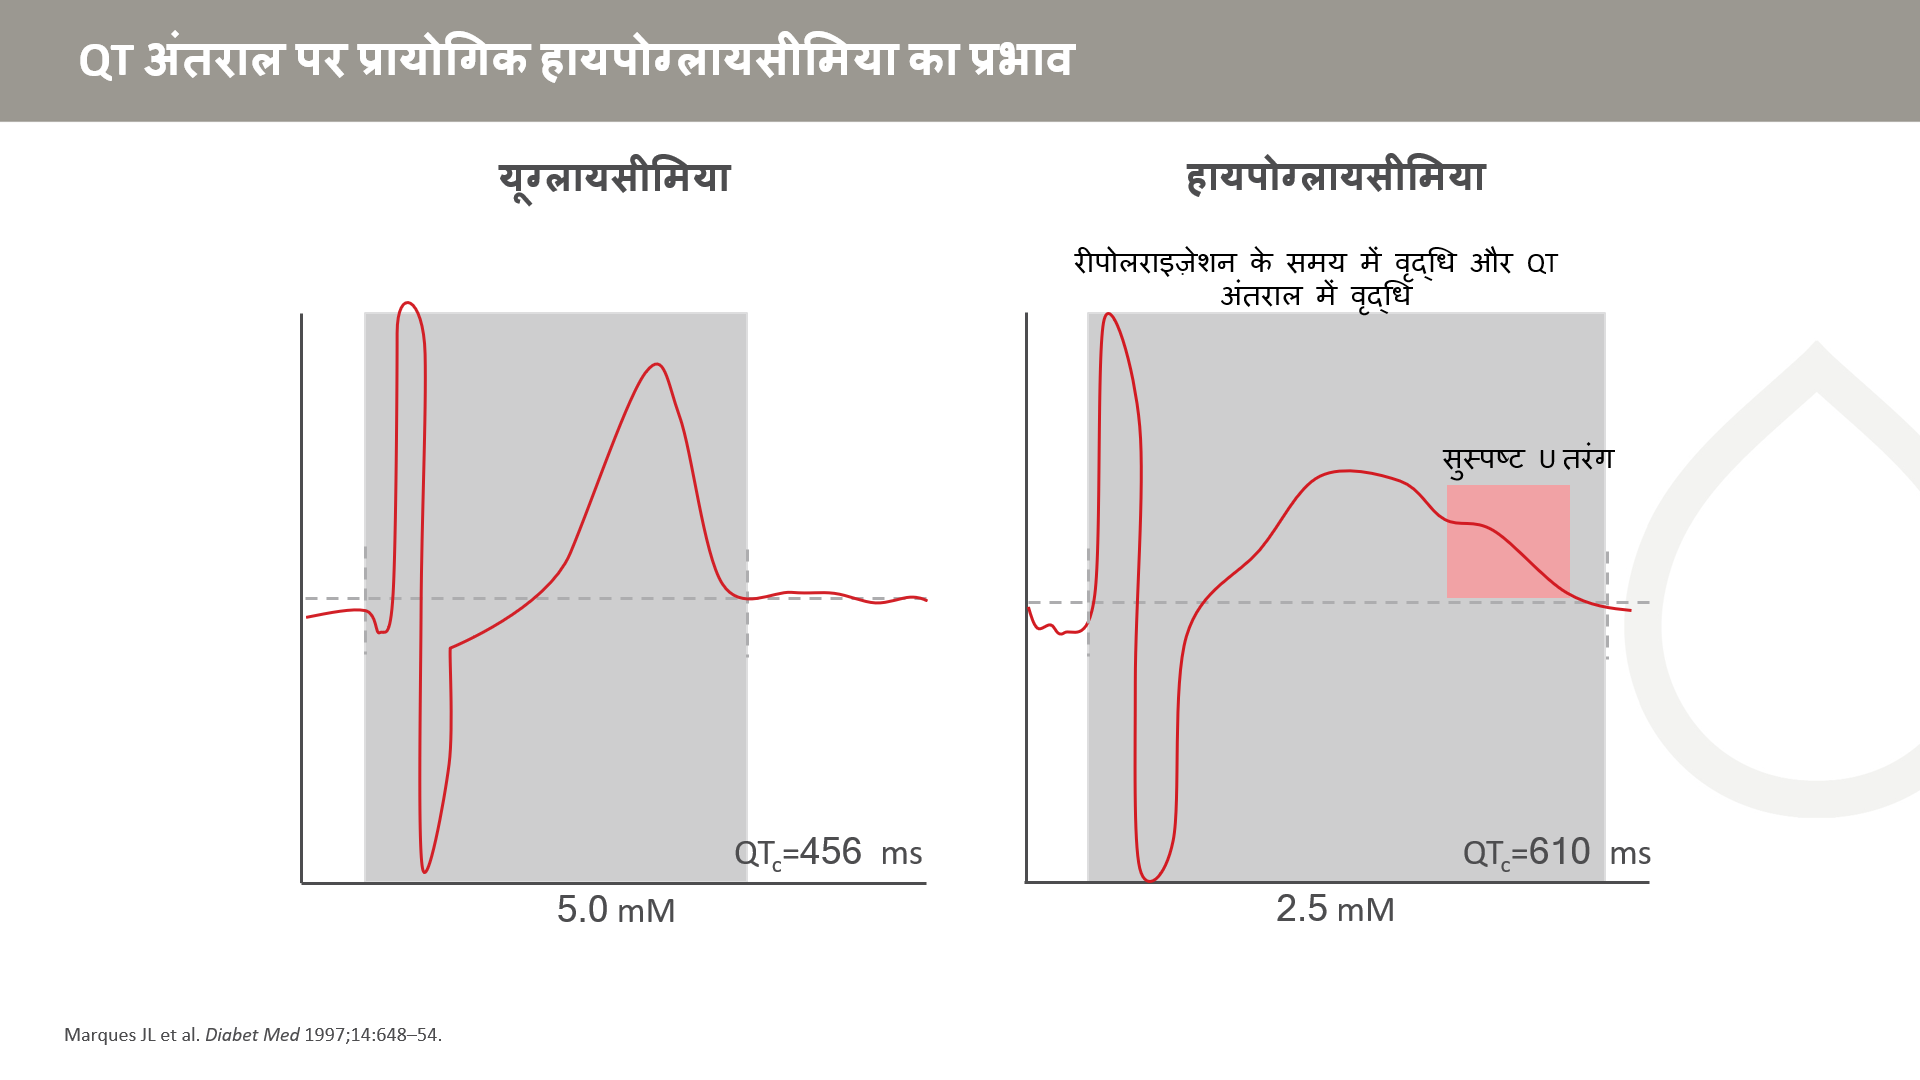 QT अंतराल पर प्रायोगिक हायपोग्लायसीमिया का प्रभाव
यूग्लायसीमिया
हायपोग्लायसीमिया
रीपोलराइज़ेशन के समय में वृद्धि और QT
अंतराल में वृद्धि
सुस्पष्ट U तरंग
QTc=456 ms
QTc=610 ms
5.0 mM
2.5 mM
Marques JL et al. Diabet Med 1997;14:648–54.